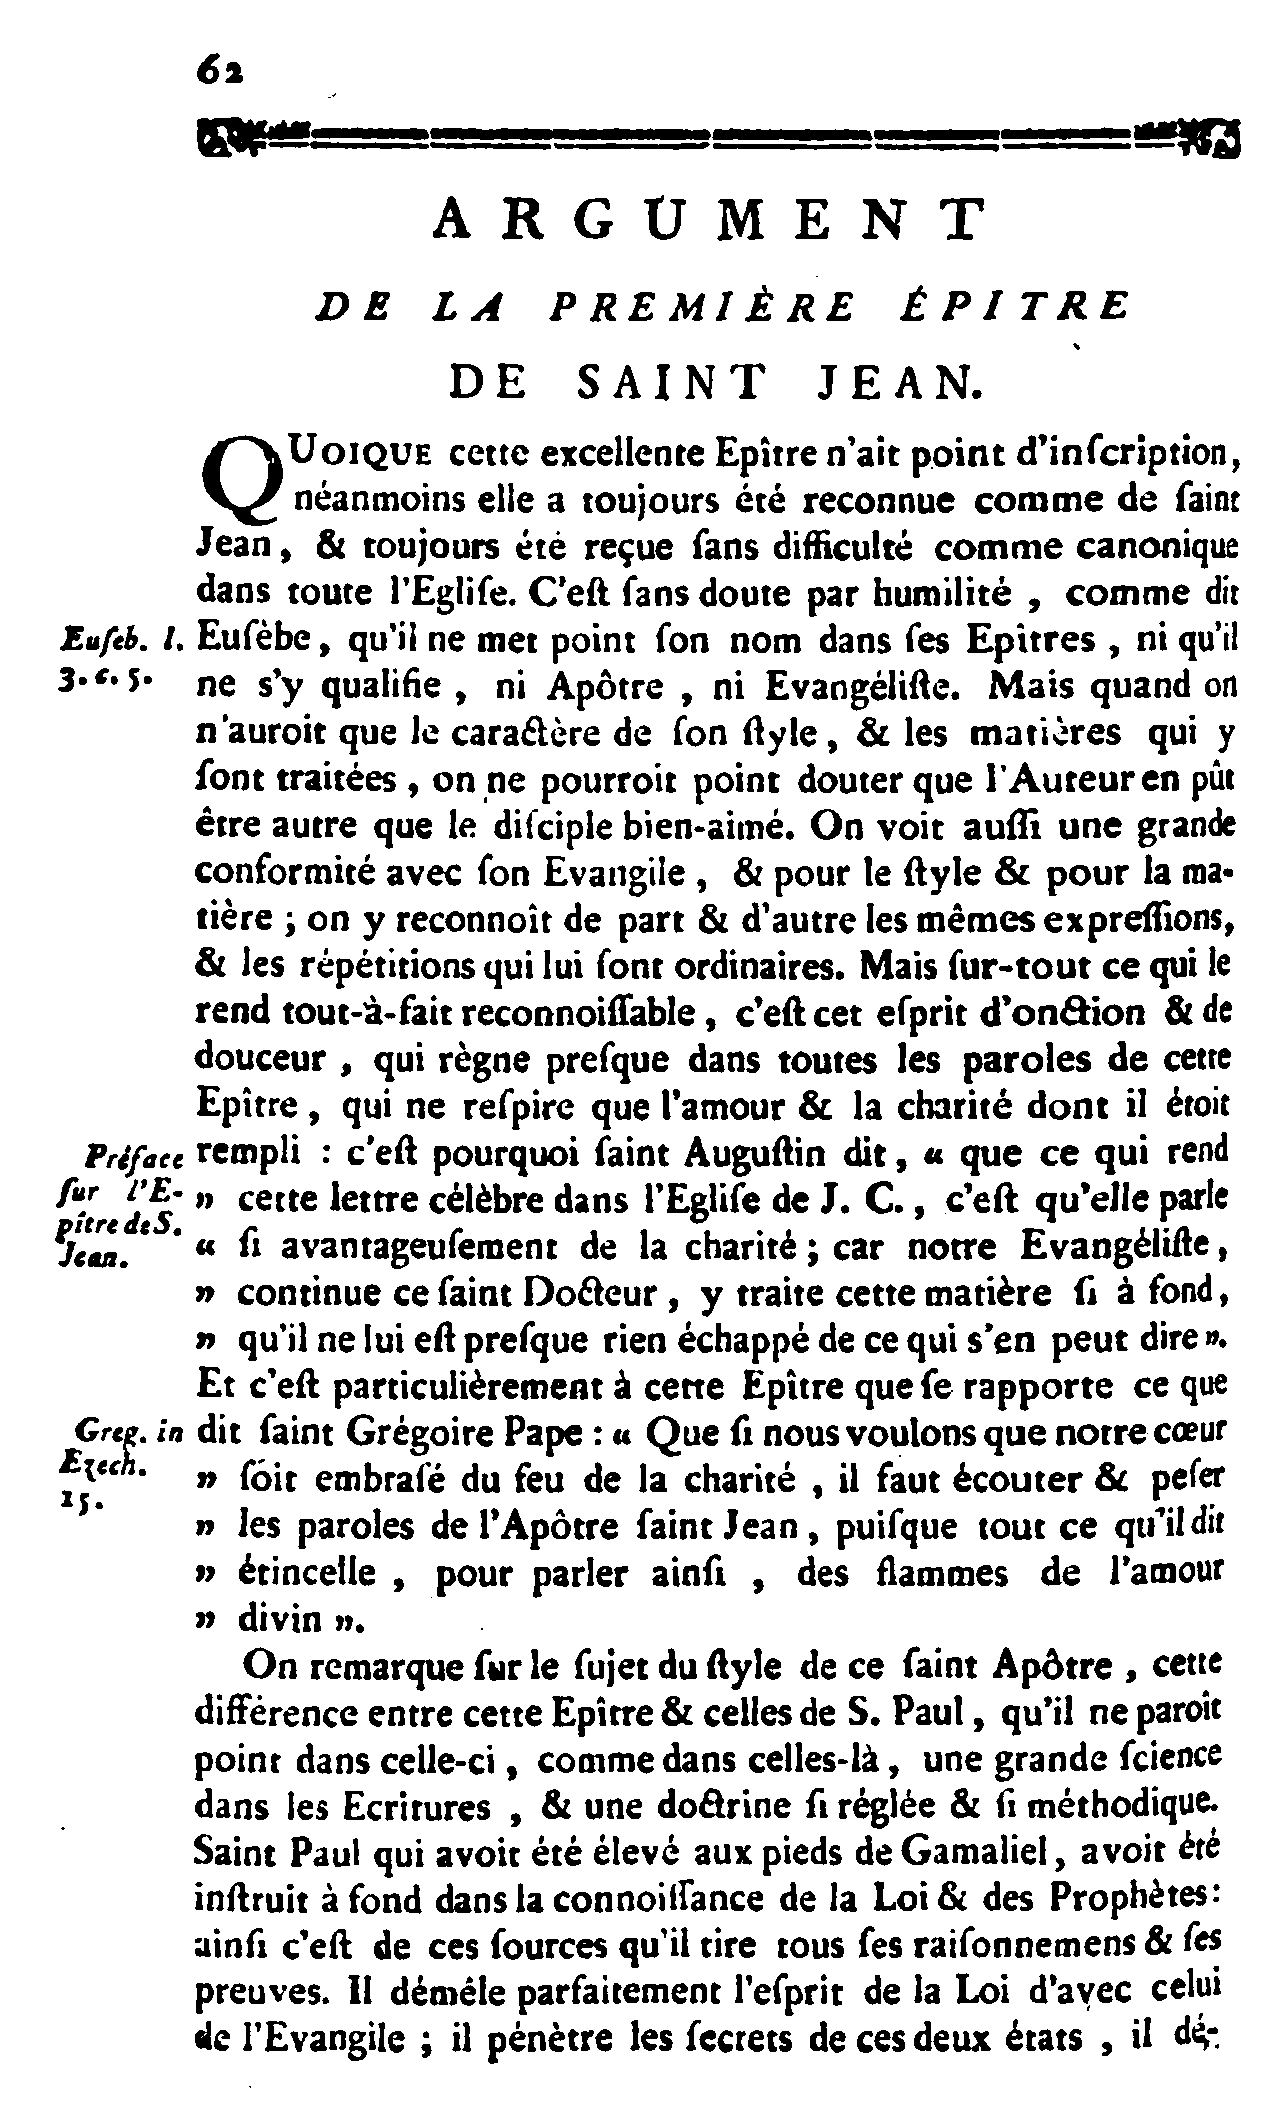 62
ARGUMENT
DE LA PREMIÈRE ÉPITRE
DE SAINT JEAN.
QUOIQUE cette excellente Epître n'ait point d'inſcription,
néanmoins elle a toujours été reconnue comme de ſaint
Jean, & toujours été reçue ſans difficulté comme canonique
dans toute l'Egliſe. C'eſt ſans doute par humilité, comme dit
Euſeb. l. Euſèbe, qu'il ne met point ſon nom dans ſes Epîtres, ni qu'il
3. c. 5. ne s'y qualifie, ni Apôtre, ni Evangéliſte. Mais quand on
n'auroit que le caractère de ſon ſtyle, & les matières qui y
ſont traitées, on ne pourroit point douter que l'Auteur en pût
être autre que le diſciple bien-aimé. On voit auſſi une grande
conformité avec ſon Evangile, & pour le ſtyle & pour la ma-
tière ; on y reconnoît de part & d'autre les mêmes expreſſions,
& les répétitions qui lui ſont ordinaires. Mais ſur-tout ce qui le
rend tout-à-fait reconnoiſſable, c'eſt cet eſprit d'onction & de
douceur, qui règne preſque dans toutes les paroles de cette
Epître, qui ne reſpire que l'amour & la charité dont il étoit
Préface rempli : c'eſt pourquoi ſaint Auguſtin dit, « que ce qui rend
ſur l'E- » cette lettre célèbre dans l'Egliſe de J. C., c'eſt qu'elle parle
pître de S.
Jean. « ſi avantageuſement de la charité ; car notre Evangéliſte,
» continue ce ſaint Docteur, y traite cette matière ſi à fond,
» qu'il ne lui eſt preſque rien échappé de ce qui s'en peut dire ».
Et c'eſt particulièrement à cette Epître que ſe rapporte ce que
Greg. in dit ſaint Grégoire Pape : « Que ſi nous voulons que notre cœur
Ezech. » ſoit embraſé du feu de la charité, il faut écouter & peſer
15.
» les paroles de l'Apôtre ſaint Jean, puiſque tout ce qu'il dit
» étincelle, pour parler ainſi, des flammes de l'amour
» divin ».
On remarque ſur le ſujet du ſtyle de ce ſaint Apôtre, cette
différence entre cette Epître & celles de S. Paul, qu'il ne paroît
point dans celle-ci, comme dans celles-là, une grande ſcience
dans les Ecritures, & une doctrine ſi réglée & ſi méthodique.
Saint Paul qui avoit été élevé aux pieds de Gamaliel, avoit été
inſtruit à fond dans la connoiſſance de la Loi & des Prophètes:
ainſi c'eſt de ces ſources qu'il tire tous ſes raiſonnemens & ſes
preuves. Il démêle parfaitement l'eſprit de la Loi d'avec celui
de l'Evangile ; il pénètre les ſecrets de ces deux états, il dé-